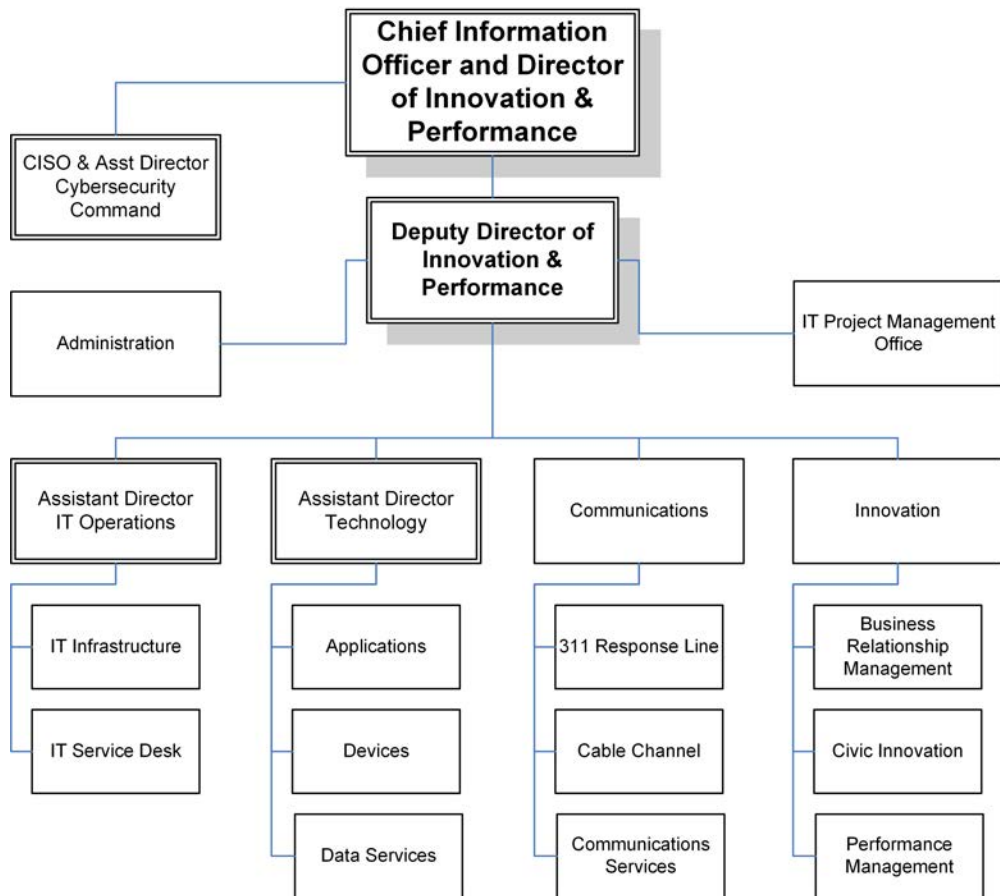 Chief Information
Officer and Director
of Innovation &
Performance
CISO & Asst Director
Cybersecurity
Command
Deputy Director of
Innovation &
Performance
Administration
IT Project Management
Office
Assistant Director
IT Operations
Assistant Director
Technology
Communications
Innovation
IT Infrastructure
Applications
311 Response Line
Business
Relationship
Management
IT Service Desk
Devices
Cable Channel
Civic Innovation
Data Services
Communications
Services
Performance
Management